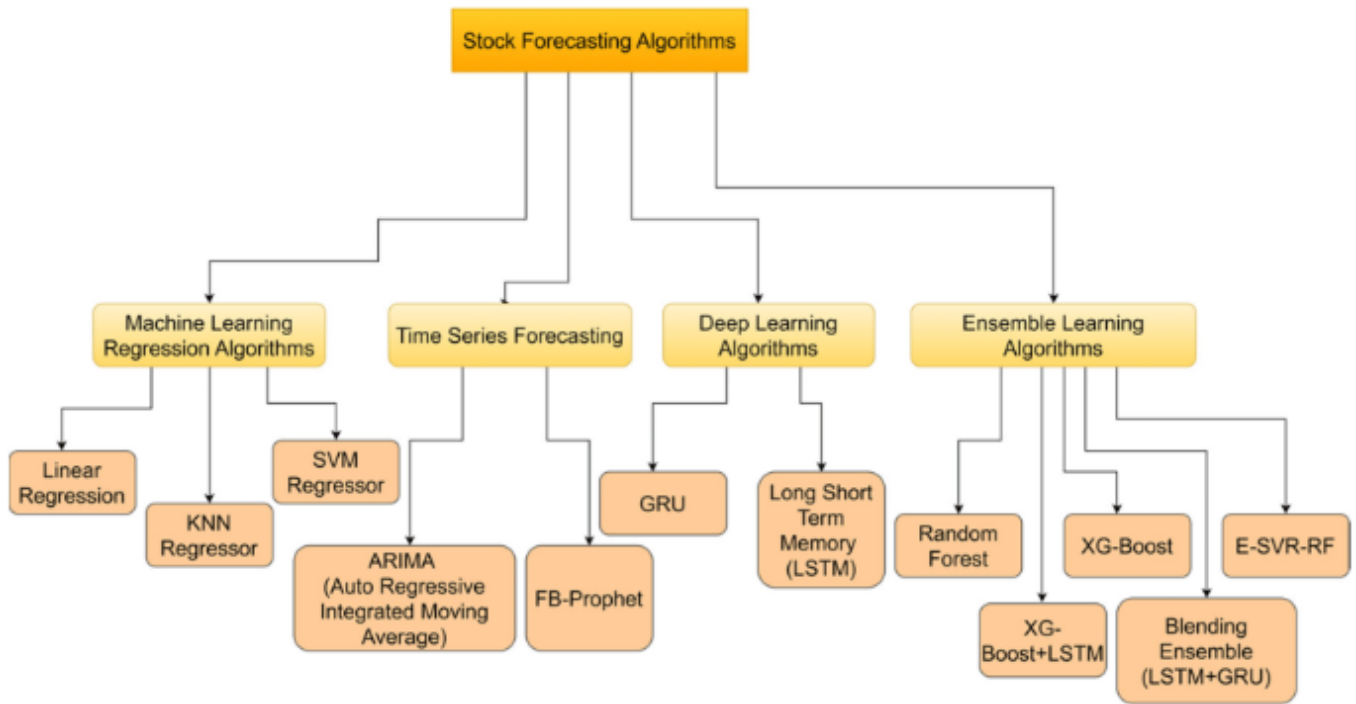 Stock Forecasting Algorithms
Machine Learning
Regression Algorithms
Time Series Forecasting
Deep Learning
Algorithms
Ensemble Learning
Algorithms
Linear
Regression
KNN
Regressor
SVM
Regressor
ARIMA
(Auto Regressive
Integrated Moving
Average)
FB-Prophet
GRU
Long Short
Term
Memory
(LSTM)
Random
Forest
XG-
Boost+LSTM
XG-Boost
Blending
Ensemble
(LSTM+GRU)
E-SVR-RF